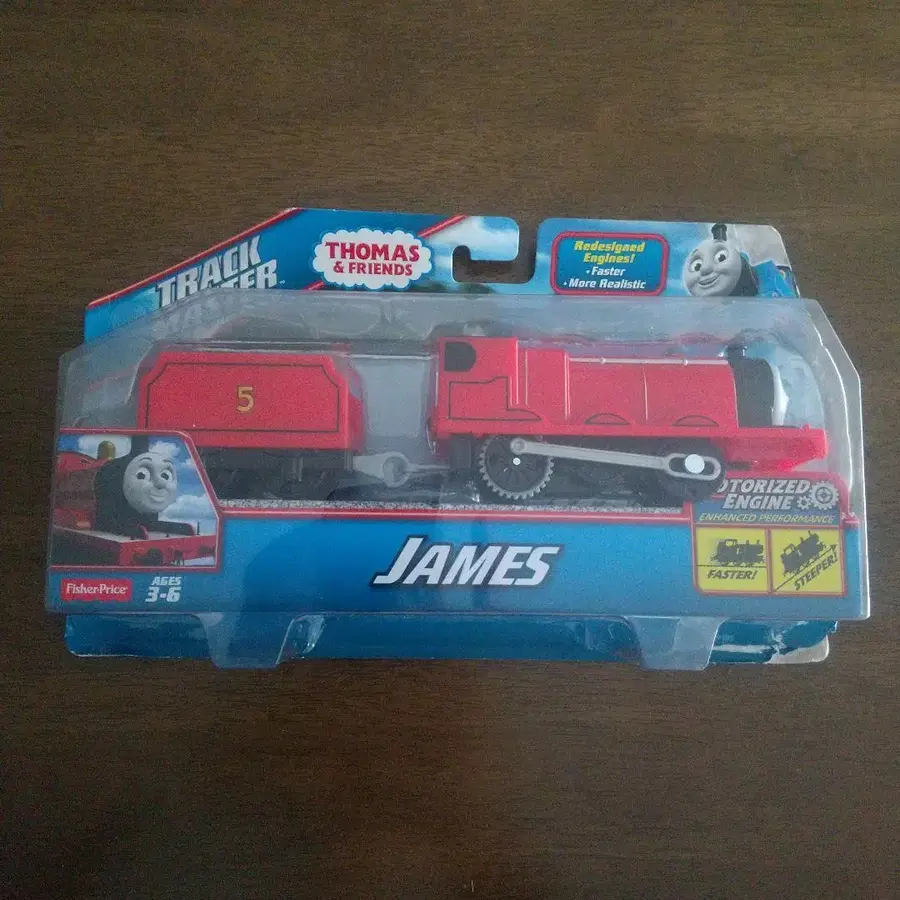 TRACK
MASTER
THOMAS
& FRIENDS
Redesigned
Engines!
• Faster
• More Realistic
5
OTORIZED
ENGINE
ENHANCED PERFORMANCE
FASTER!
STEEPER!
JAMES
Fisher-Price
AGES
3-6